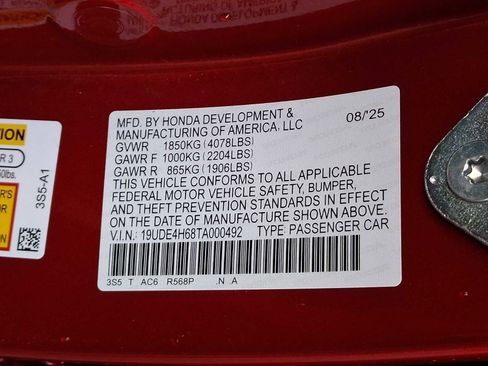 MFD. BY HONDA DEVELOPMENT &
MANUFACTURING OF AMERICA, LLC
08/'25
GVWR 1850KG (4078LBS)
GAWR F 1000KG (2204LBS)
GAWR R 865KG (1906LBS)
THIS VEHICLE CONFORMS TO ALL APPLICABLE
FEDERAL MOTOR VEHICLE SAFETY, BUMPER,
AND THEFT PREVENTION STANDARDS IN EFFECT
ON THE DATE OF MANUFACTURE SHOWN ABOVE.
V.I.N.: 19UDE4H68TA000492 TYPE: PASSENGER CAR
3S5 T AC6 R568P .N A
TION
R 3
3S5-A1